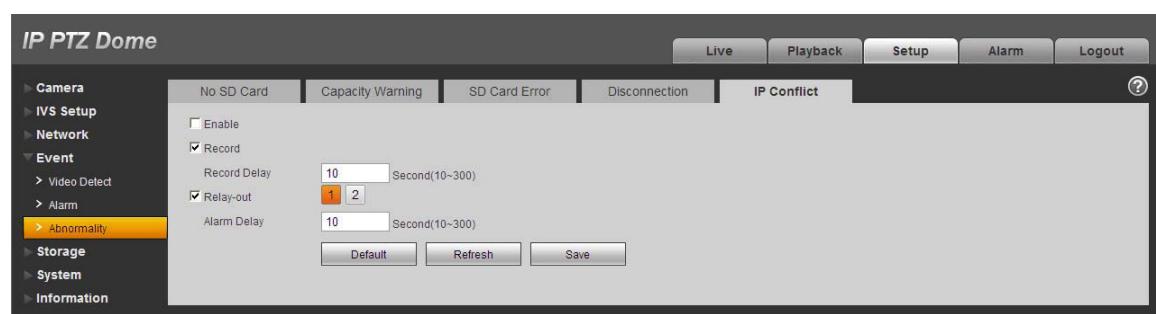 IP PTZ Dome
Live Playback Setup Alarm Logout
Camera
IVS Setup
Network
Event
> Video Detect
> Alarm
> Abnormality
Storage
System
Information
No SD Card Capacity Warning SD Card Error Disconnection IP Conflict ?
Enable
Record
Record Delay 10 Second(10~300)
Relay-out 1 2
Alarm Delay 10 Second(10~300)
Default Refresh Save